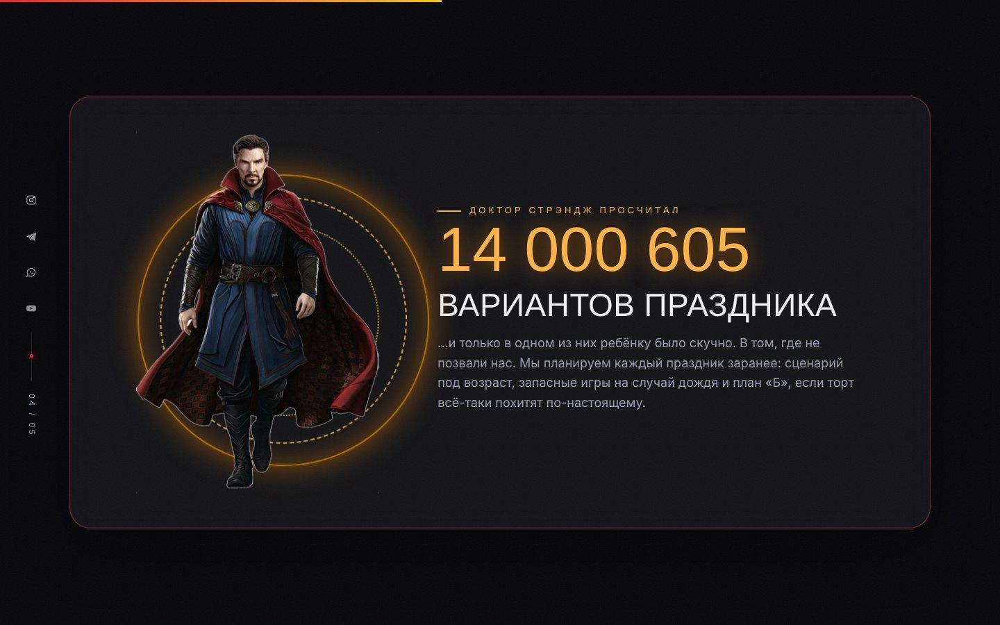 ДОКТОР СТРЭНДЖ ПРОСЧИТАЛ
14 000 605
ВАРИАНТОВ ПРАЗДНИКА
...и только в одном из них ребёнку было скучно. В том, где не
позвали нас. Мы планируем каждый праздник заранее: сценарий
под возраст, запасные игры на случай дождя и план «Б», если торт
всё-таки похитят по-настоящему.
04 / 05